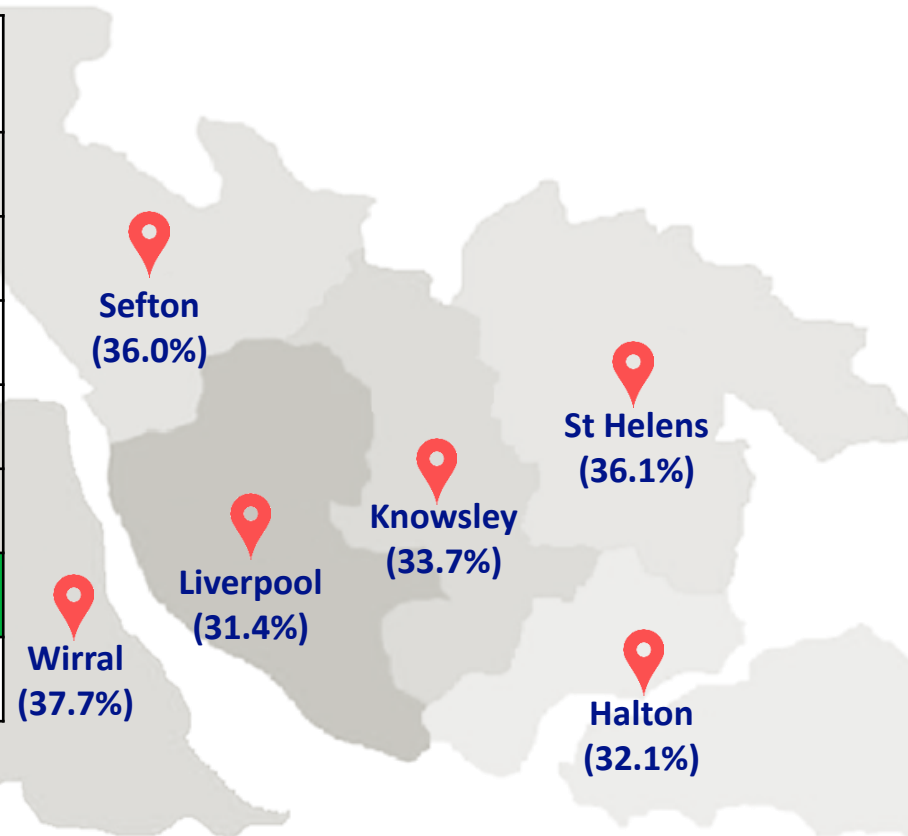 Sefton
(36.0%)
St Helens
(36.1%)
Knowsley
(33.7%)
Liverpool
(31.4%)
Wirral
(37.7%)
Halton
(32.1%)